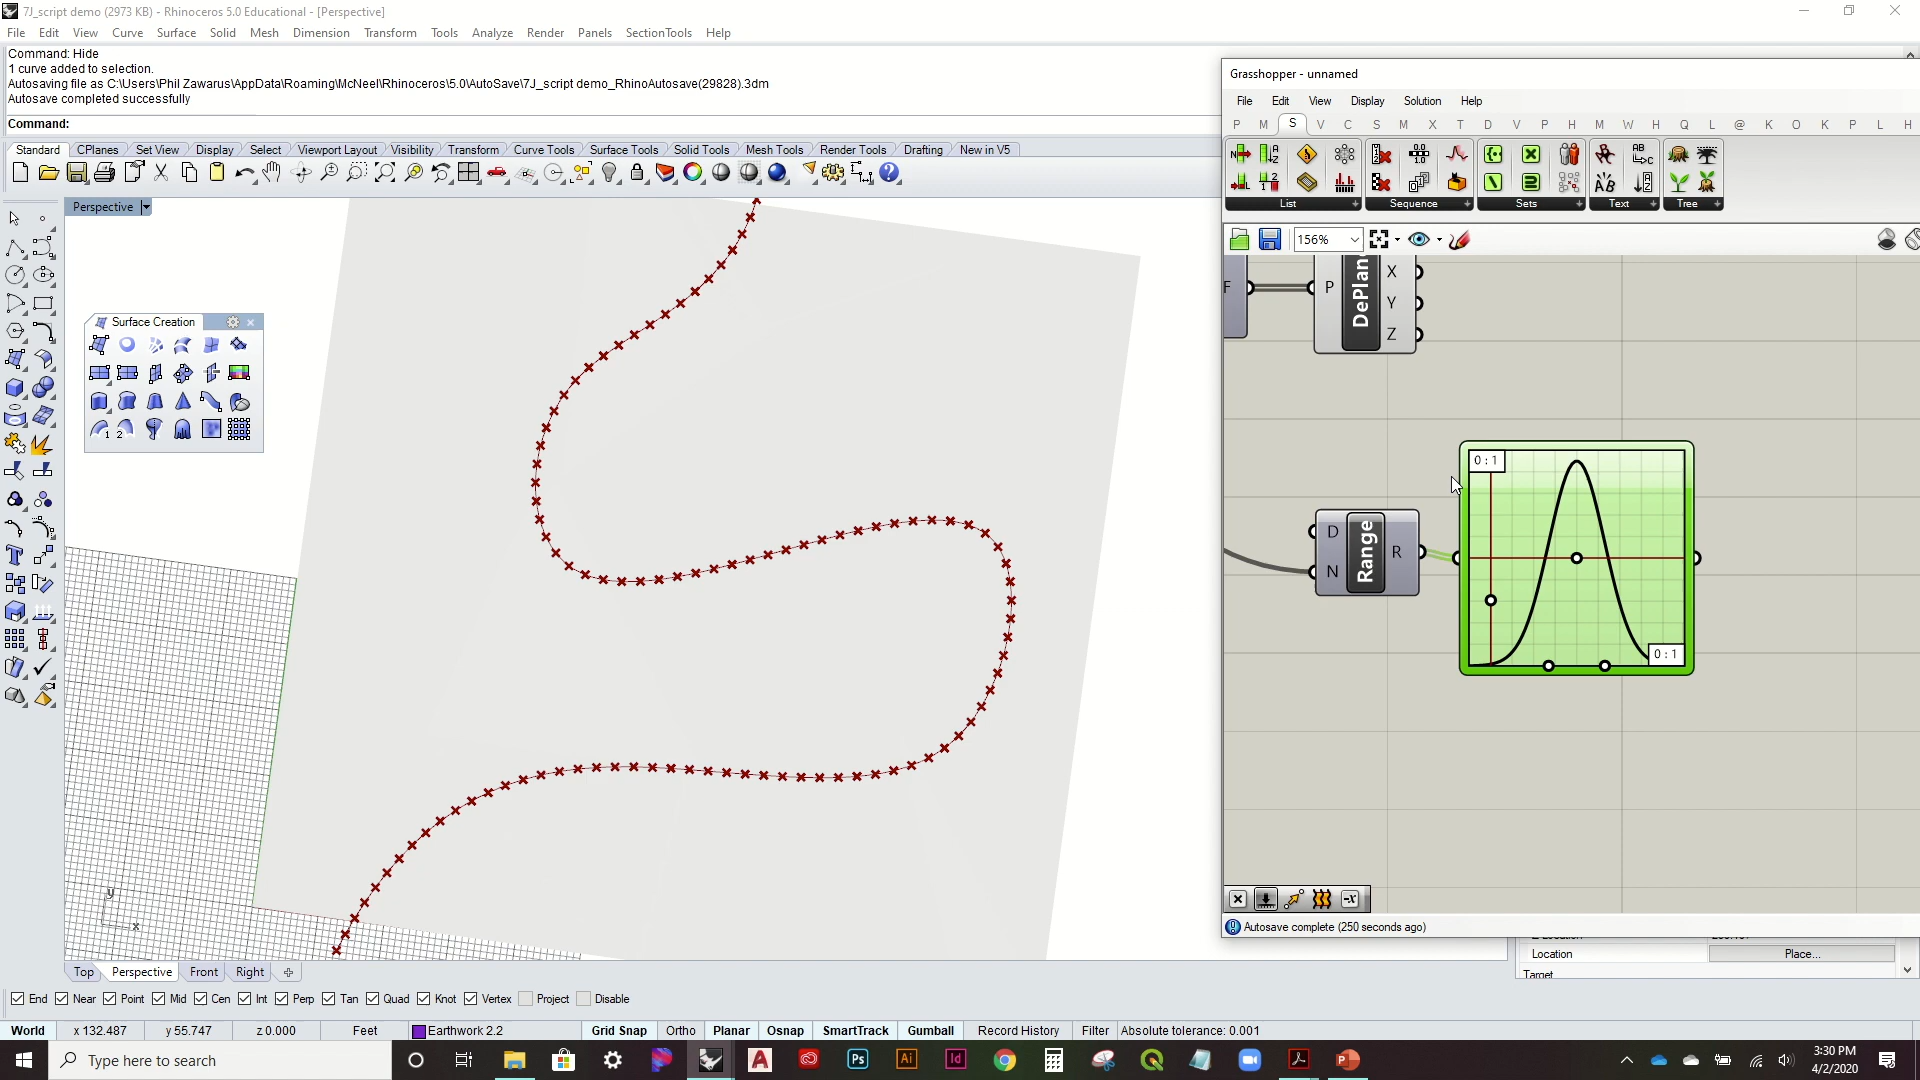 7J_script demo (2973 KB) - Rhinoceros 5.0 Educational - [Perspective]
File Edit View Curve Surface Solid Mesh Dimension Transform Tools Analyze Render Panels SectionTools Help
Command: Hide
1 curve added to selection.
Autosaving file as C:\Users\Phil Zawarus\AppData\Roaming\McNeel\Rhinoceros\5.0\AutoSave\7J_script demo_RhinoAutosave(29828).3dm
Autosave completed successfully
Command:
Standard CPlanes Set View Display Select Viewport Layout Visibility Transform Curve Tools Surface Tools Solid Tools Mesh Tools Render Tools Drafting New in V5
Perspective
Surface Creation
1 2
y
x
Grasshopper - unnamed
File Edit View Display Solution Help
P M S V C S M X T D V P H M W H Q L @ K O K P L H
List Sequence Sets Text Tree
156%
F P DePlane X
Y
Z
0 : 1
D
Range
R
N
0 : 1
Autosave complete (250 seconds ago)
Location Place...
Target
Top Perspective Front Right
End Near Point Mid Cen Int Perp Tan Quad Knot Vertex Project Disable
World x 132.487 y 55.747 z 0.000 Feet Earthwork 2.2 Grid Snap Ortho Planar Osnap SmartTrack Gumball Record History Filter Absolute tolerance: 0.001
Type here to search
3:30 PM
4/2/2020